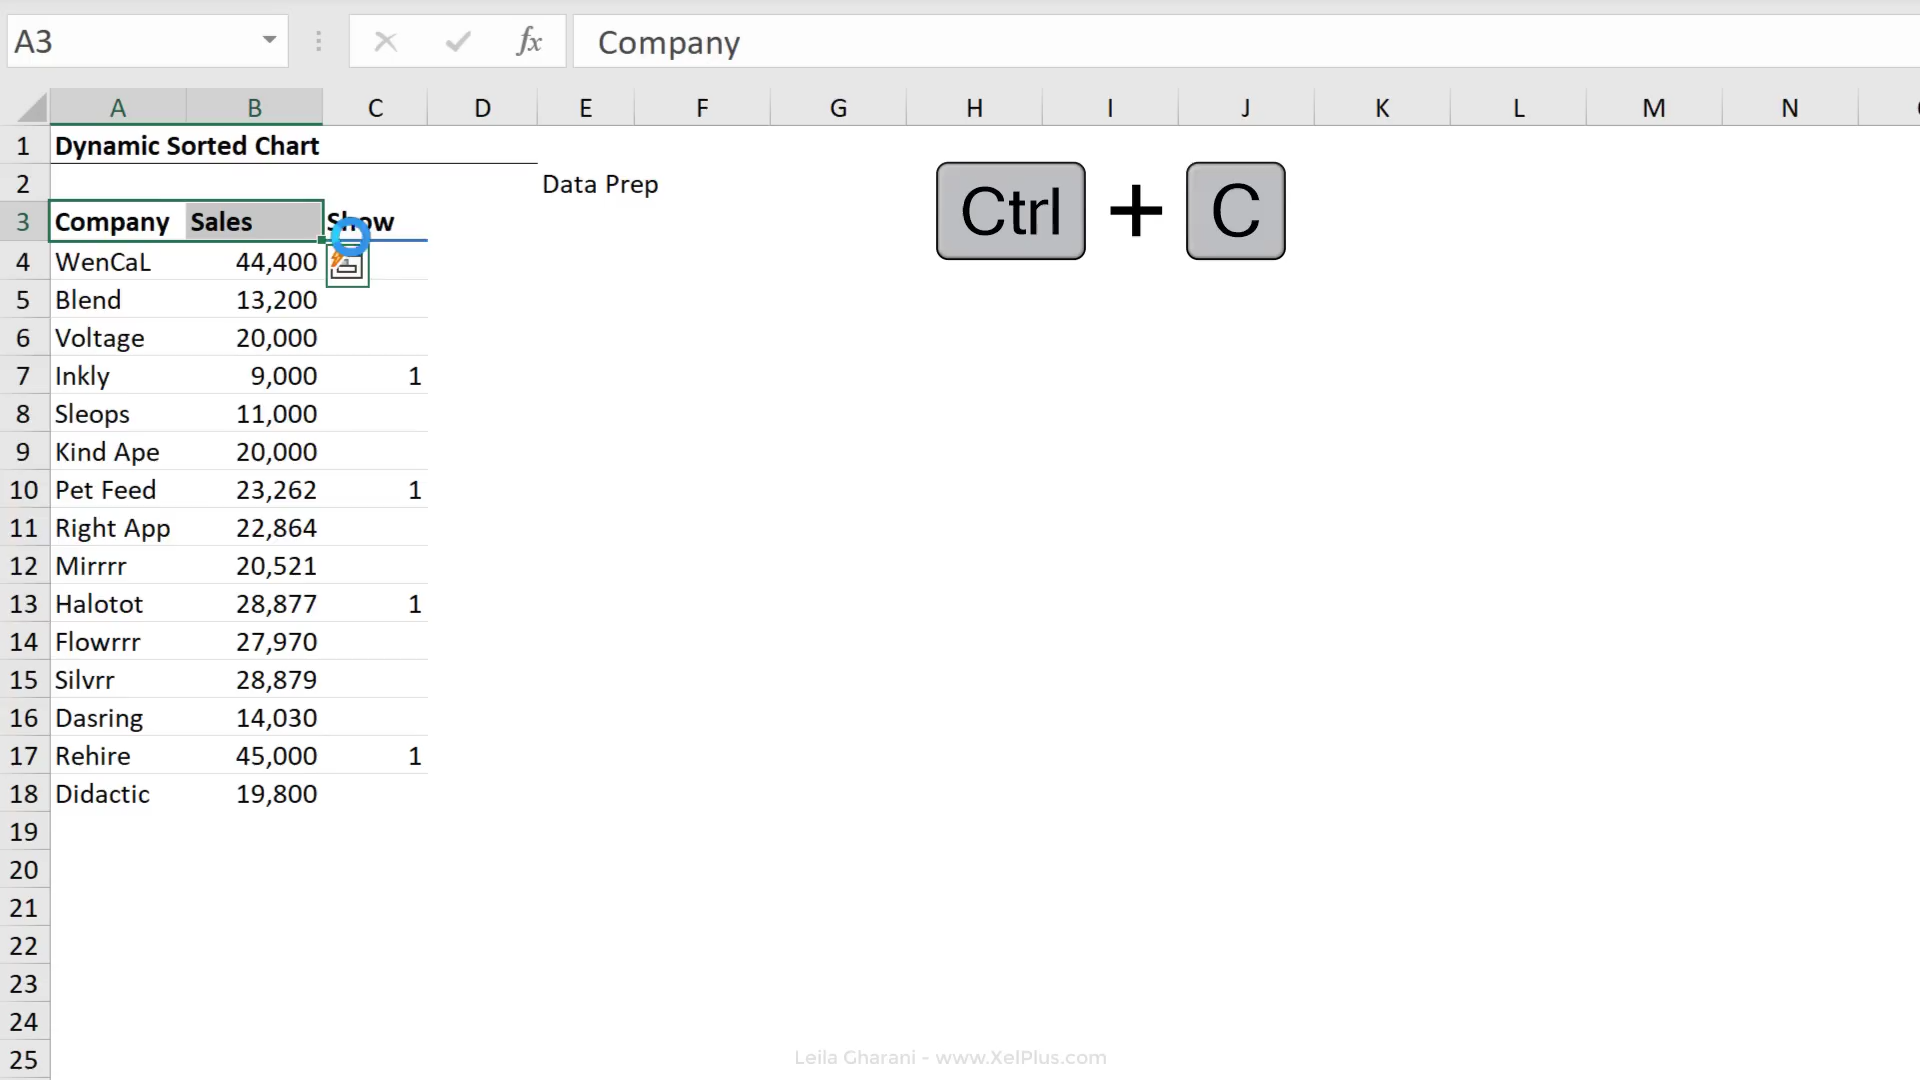 A3 fx Company
A B C D E F G H I J K L M N
1 Dynamic Sorted Chart
2 Data Prep
3 Company Sales Show
4 WenCaL 44,400
5 Blend 13,200
6 Voltage 20,000
7 Inkly 9,000 1
8 Sleops 11,000
9 Kind Ape 20,000
10 Pet Feed 23,262 1
11 Right App 22,864
12 Mirrrr 20,521
13 Halotot 28,877 1
14 Flowrrr 27,970
15 Silvrr 28,879
16 Dasring 14,030
17 Rehire 45,000 1
18 Didactic 19,800
19
20
21
22
23
24
25
Ctrl + C
Leila Gharani - www.XelPlus.com